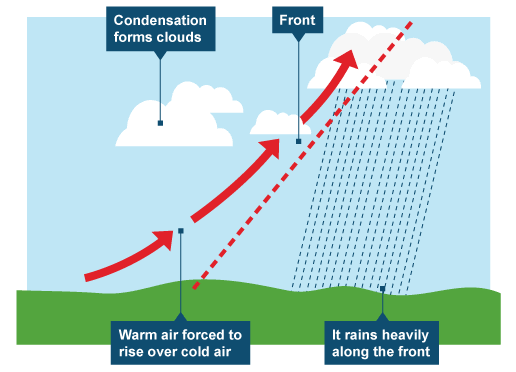 Condensation
forms clouds
Front
Warm air forced to
rise over cold air
It rains heavily
along the front